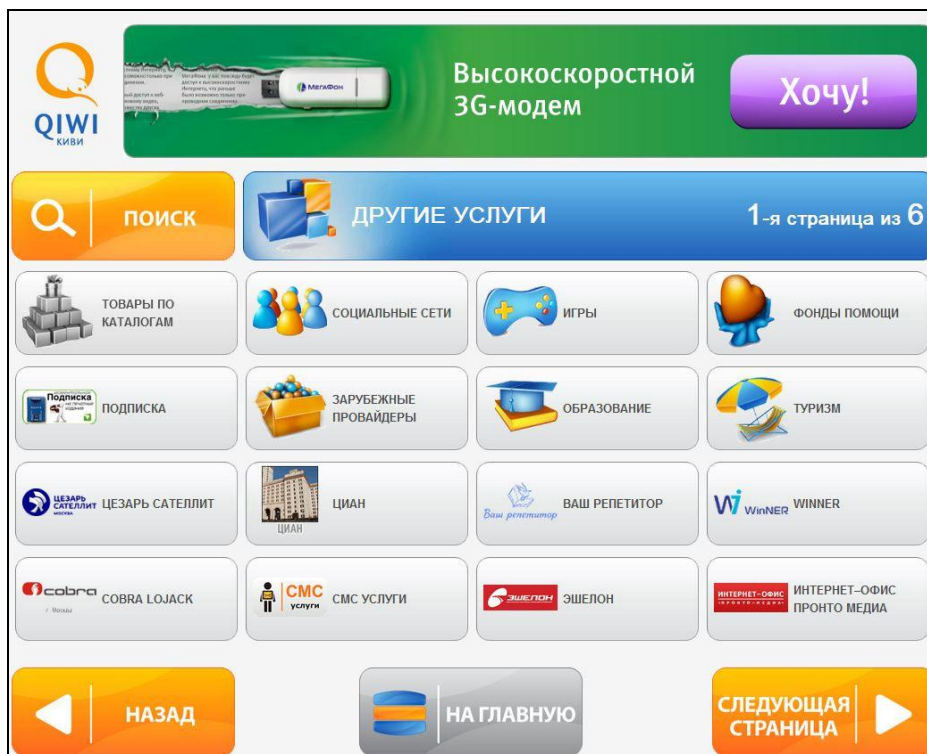 QIWI
КИВИ
МЕГАФОН
Высокоскоростной
3G-модем
Хочу!
ПОИСК
ДРУГИЕ УСЛУГИ
1-я страница из 6
ТОВАРЫ ПО
КАТАЛОГАМ
СОЦИАЛЬНЫЕ СЕТИ
ИГРЫ
ФОНДЫ ПОМОЩИ
Подписка
ПОДПИСКА
ЗАРУБЕЖНЫЕ
ПРОВАЙДЕРЫ
ОБРАЗОВАНИЕ
ТУРИЗМ
ЦЕЗАРЬ
САТЕЛЛИТ
МОСКВА
ЦЕЗАРЬ САТЕЛЛИТ
ЦИАН
ЦИАН
Ваш репетитор
ВАШ РЕПЕТИТОР
WinNER
WINNER
cobra
COBRA LOJACK
СМС
услуги
СМС УСЛУГИ
ЭШЕЛОН
ЭШЕЛОН
ИНТЕРНЕТ-ОФИС
ПРОНТО-МЕДИА
ИНТЕРНЕТ-ОФИС
ПРОНТО МЕДИА
НАЗАД
НА ГЛАВНУЮ
СЛЕДУЮЩАЯ
СТРАНИЦА